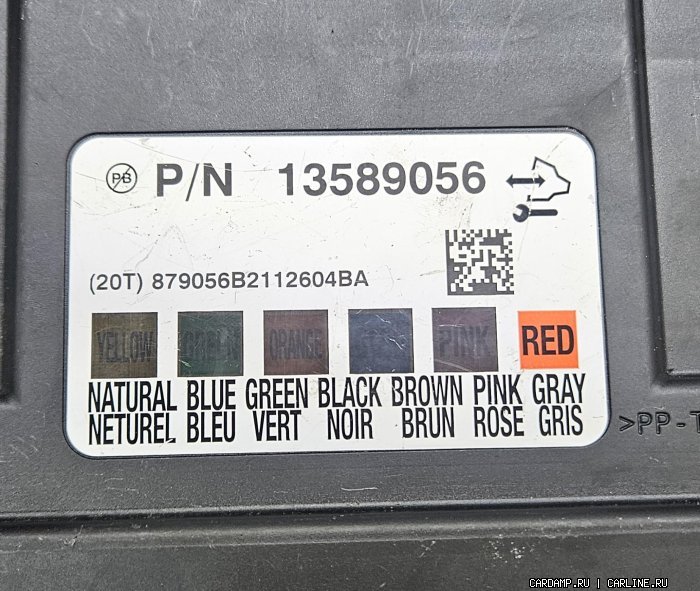 PB P/N 13589056
(20T) 879056B2112604BA
YELLOW GREEN ORANGE PINK RED
NATURAL BLUE GREEN BLACK BROWN PINK GRAY
NETUREL BLEU VERT NOIR BRUN ROSE GRIS
>PP-T
CARDAMP.RU | CARLINE.RU